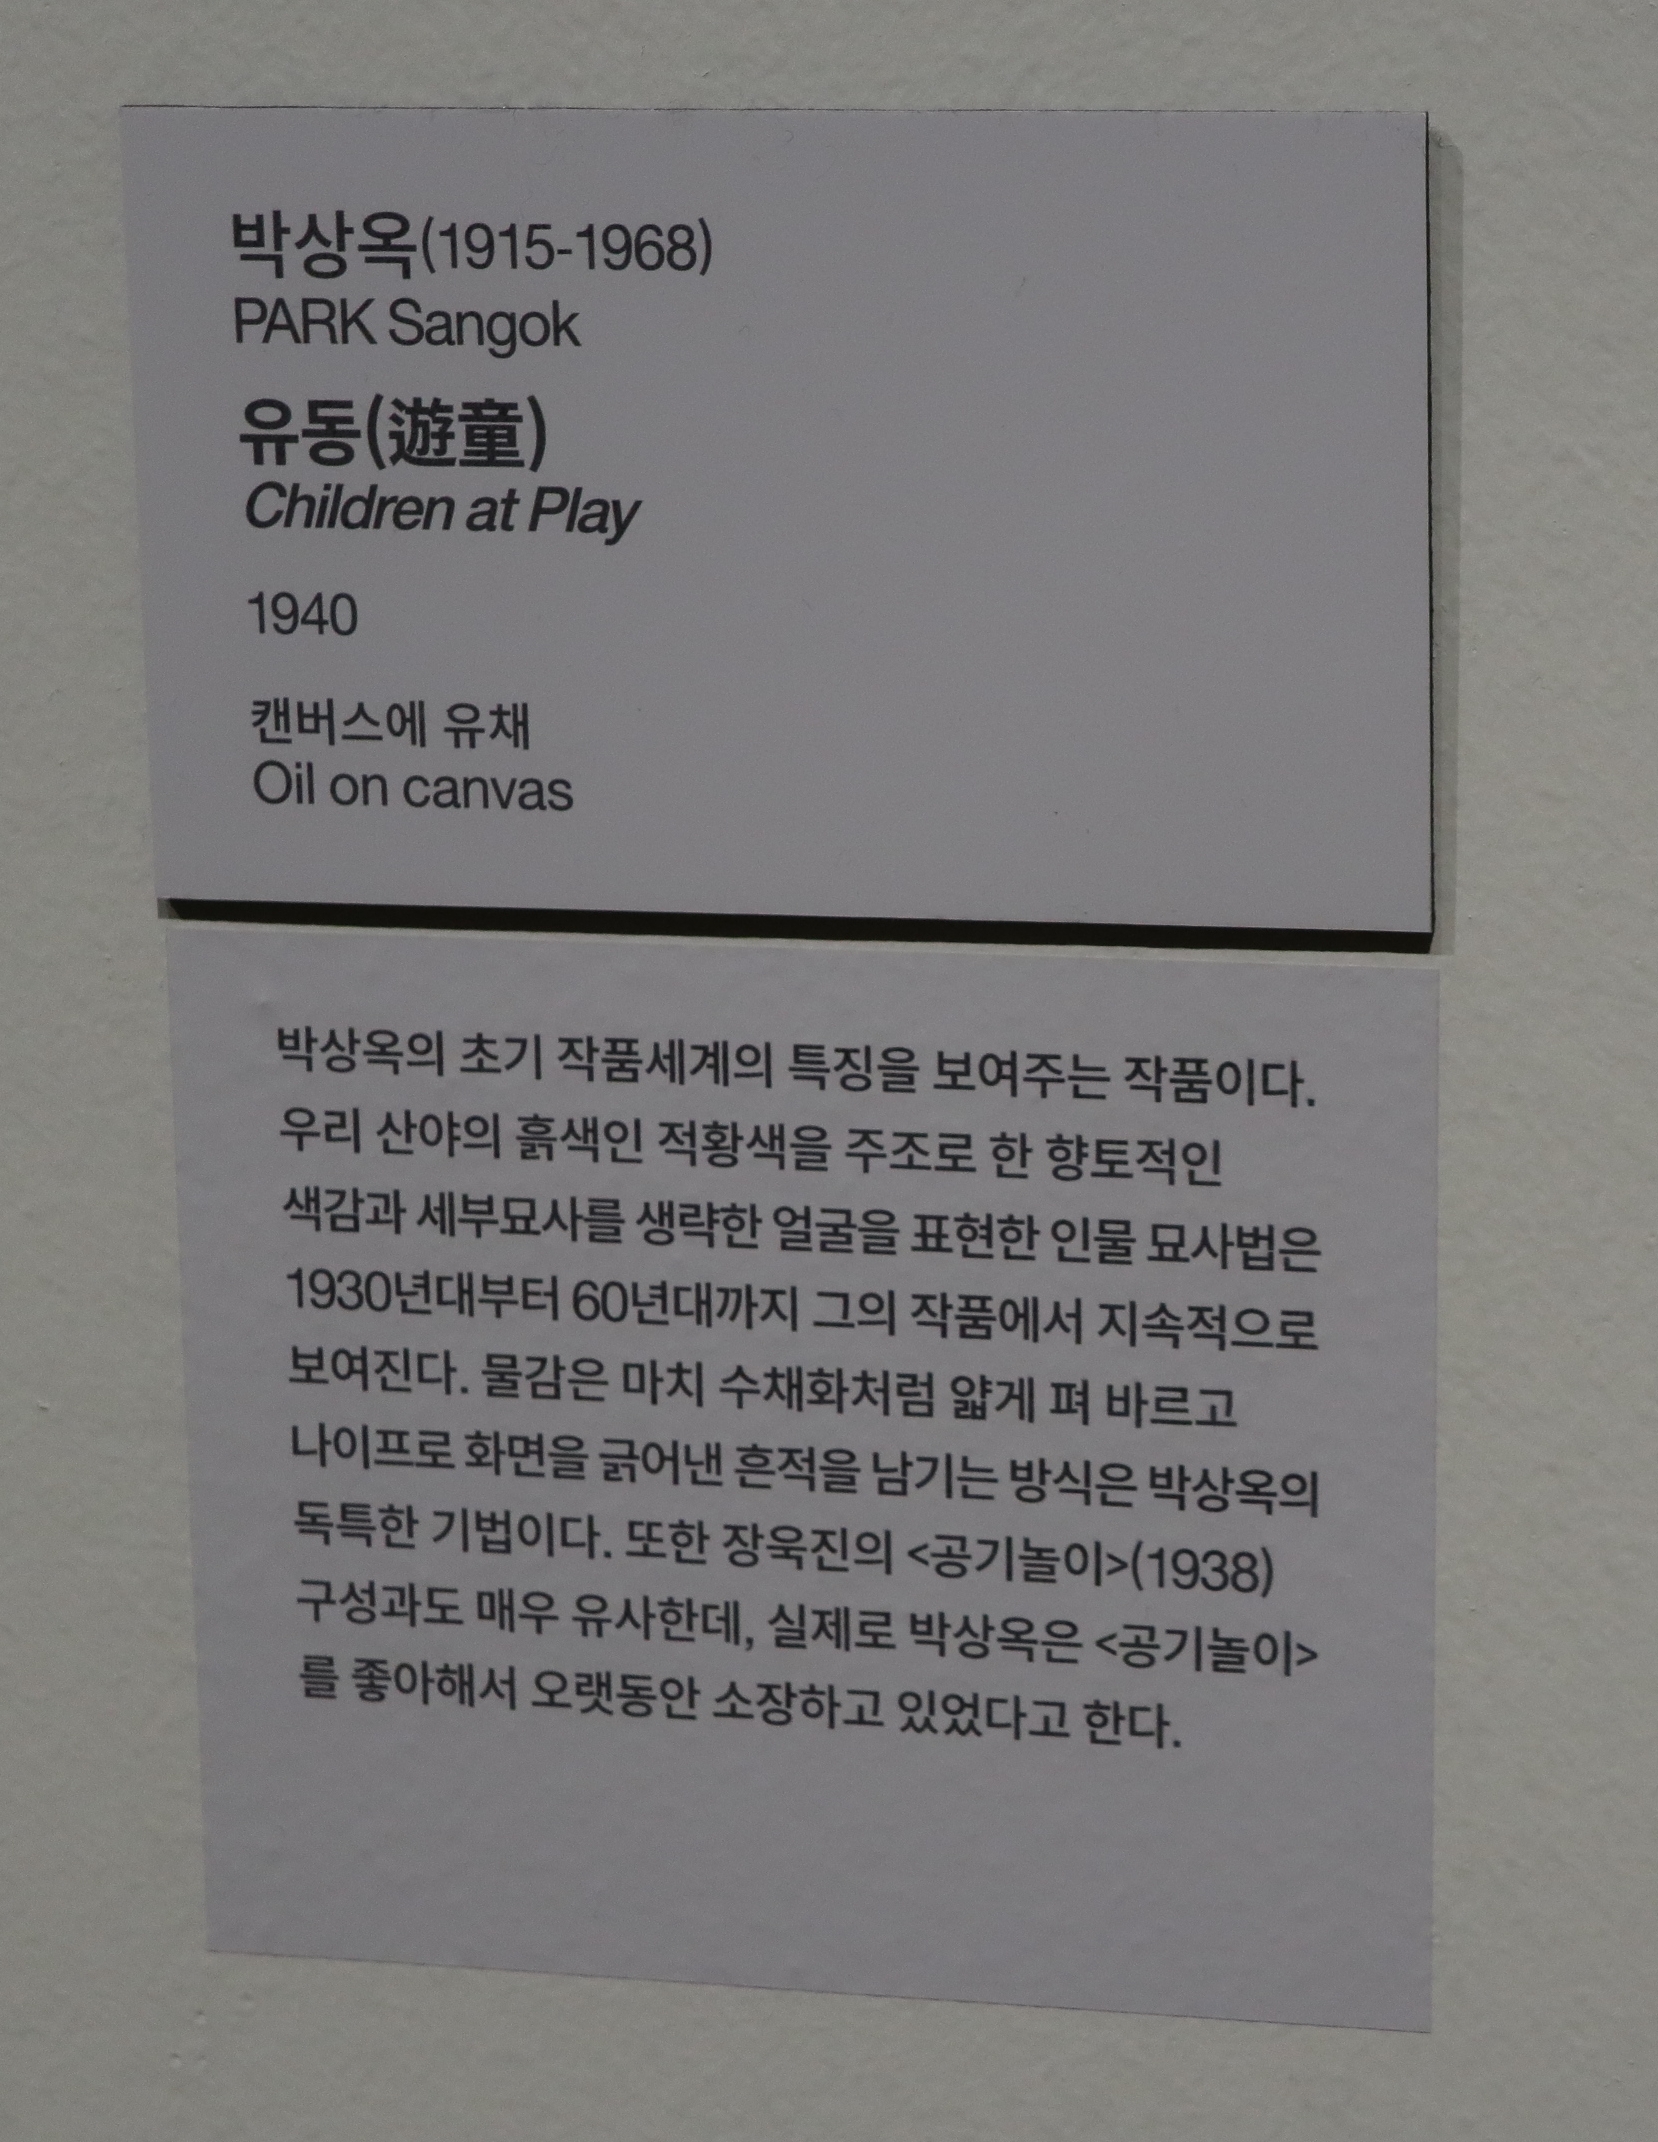 박상옥(1915-1968)
PARK Sangok
유동(遊童)
Children at Play
1940
캔버스에 유채
Oil on canvas
박상옥의 초기 작품세계의 특징을 보여주는 작품이다.
우리 산야의 흙색인 적황색을 주조로 한 향토적인
색감과 세부묘사를 생략한 얼굴을 표현한 인물 묘사법은
1930년대부터 60년대까지 그의 작품에서 지속적으로
보여진다. 물감은 마치 수채화처럼 얇게 펴 바르고
나이프로 화면을 긁어낸 흔적을 남기는 방식은 박상옥의
독특한 기법이다. 또한 장욱진의 <공기놀이>(1938)
구성과도 매우 유사한데, 실제로 박상옥은 <공기놀이>
를 좋아해서 오랫동안 소장하고 있었다고 한다.